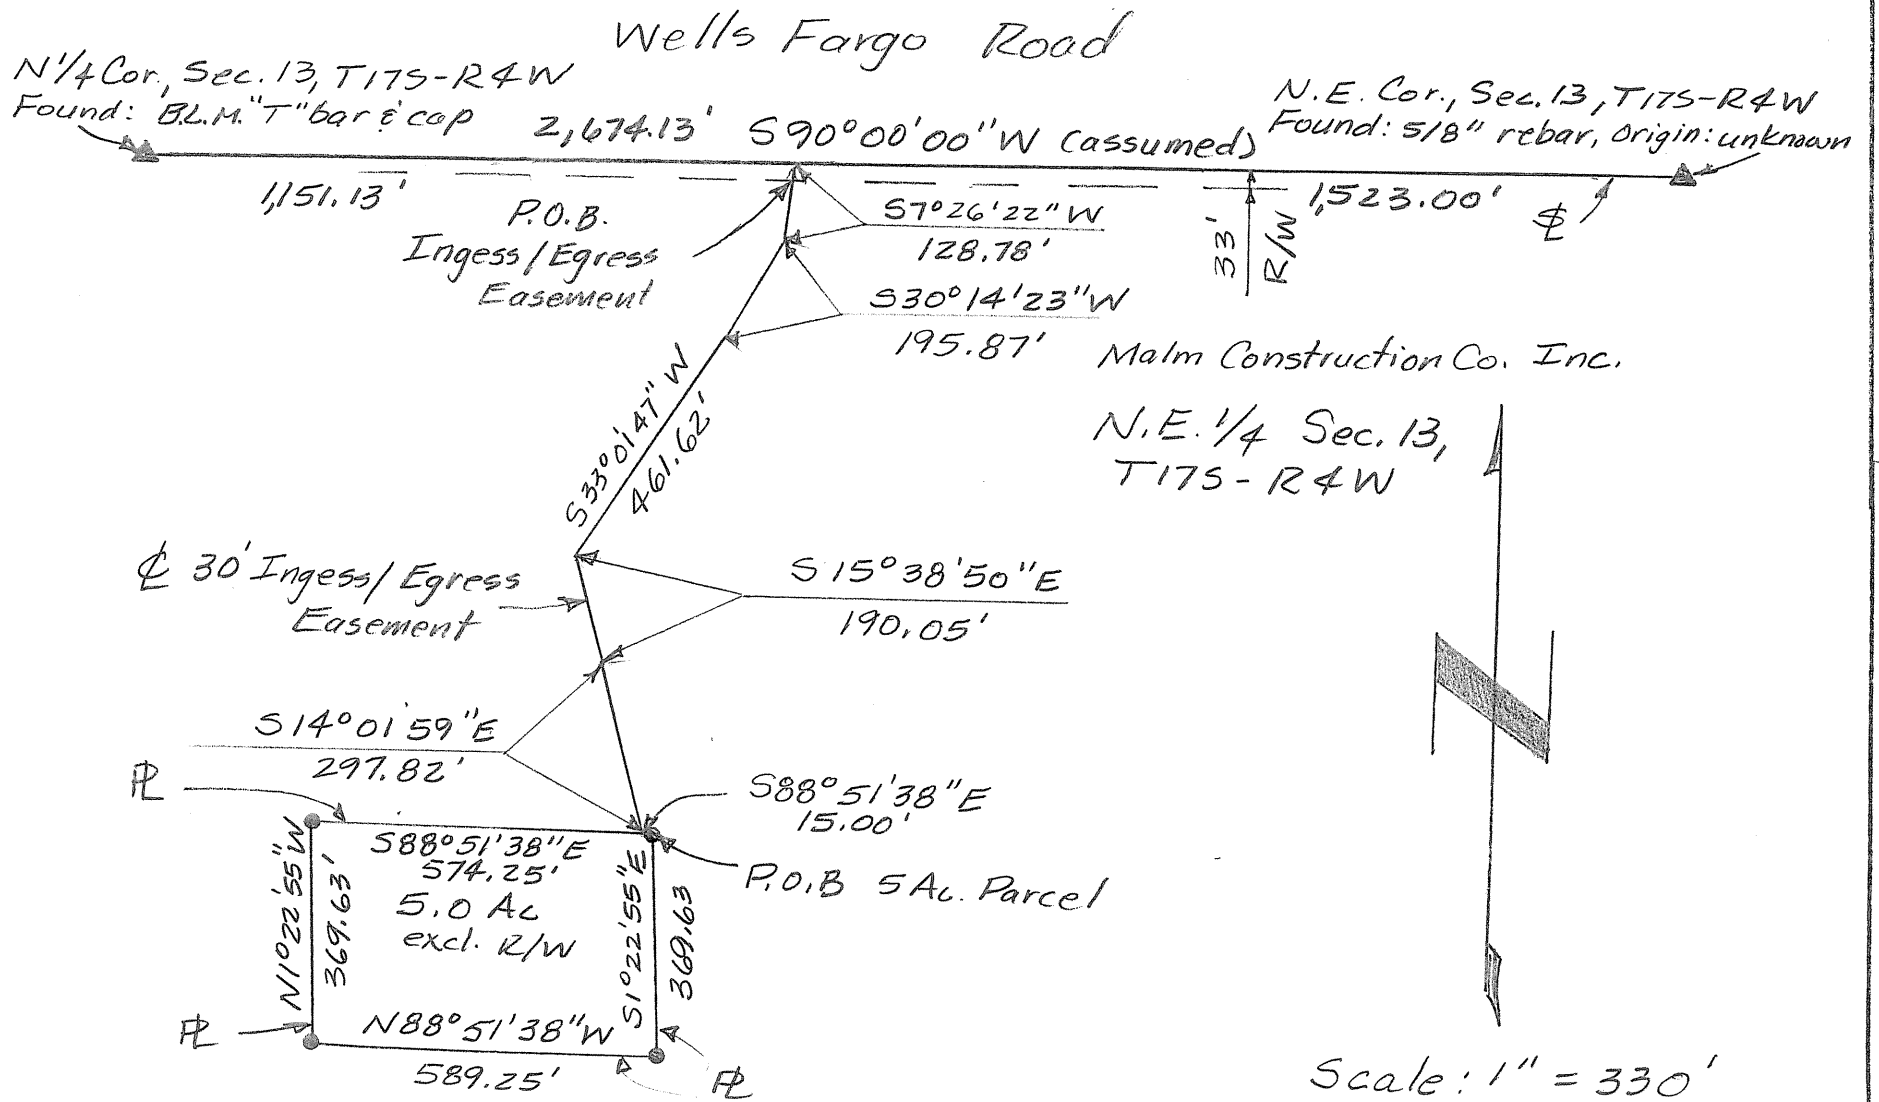 Wells Fargo Road
N 1/4 Cor., Sec. 13, T17S-R4W
Found: B.L.M. "T" bar & cap
N.E. Cor., Sec. 13, T17S-R4W
Found: 5/8" rebar, Origin: unknown
2,674.13' S90°00'00"W (assumed)
1,151.13'
1,523.00'
℄
P.O.B.
Ingess/Egress
Easement
S7°26'22"W
128.78'
33'
R/W
S30°14'23"W
195.87'
Malm Construction Co. Inc.
N.E. 1/4 Sec. 13,
T17S-R4W
S33°01'47"W
461.62'
℄ 30' Ingess/Egress
Easement
S15°38'50"E
190.05'
N
S14°01'59"E
297.82'
PL
S88°51'38"E
15.00'
S88°51'38"E
574.25'
P.O.B 5 Ac. Parcel
5.0 Ac
excl. R/W
N1°22'55"W
369.63'
S1°22'55"E
369.63
PL
N88°51'38"W
589.25'
PL
Scale: 1" = 330'